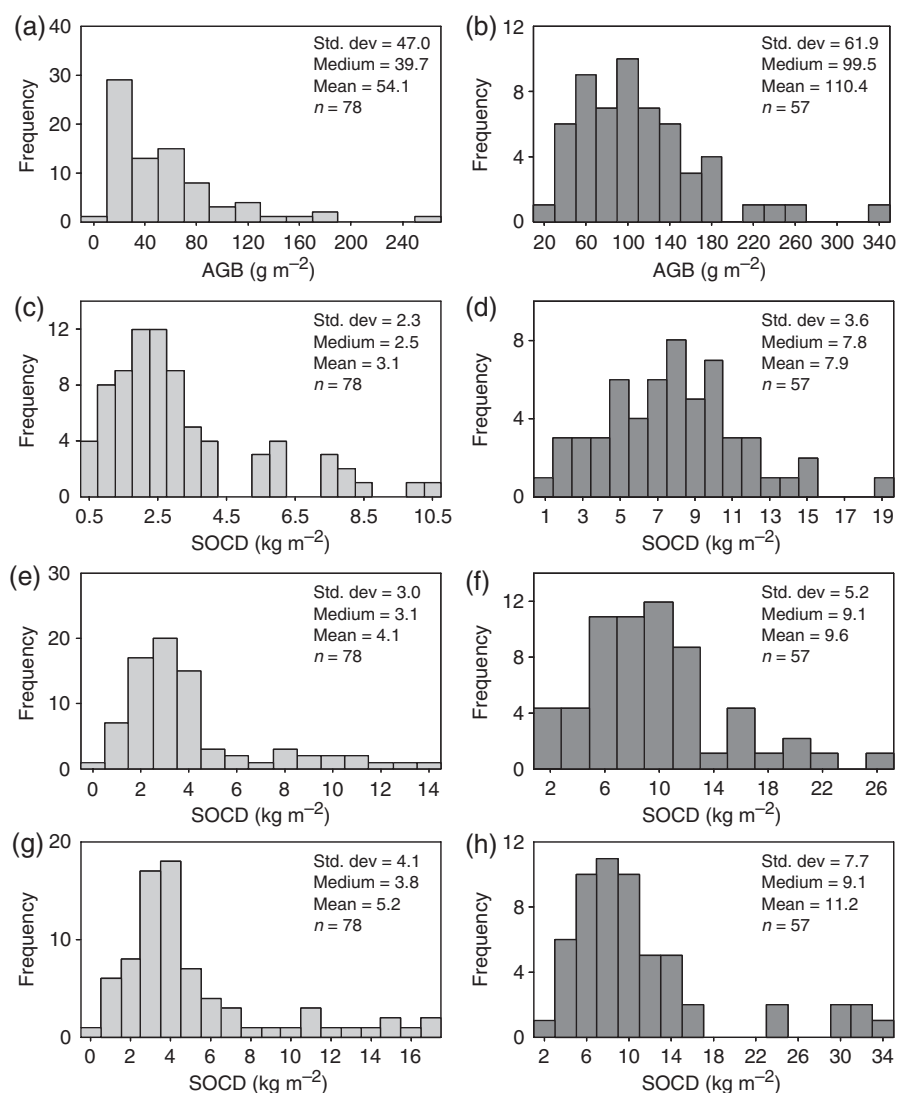 (a)
40
30
20
10
0
Frequency
Std. dev = 47.0
Medium = 39.7
Mean = 54.1
n = 78
0 40 80 120 160 200 240
AGB (g m⁻²)
(b)
12
8
4
0
Frequency
Std. dev = 61.9
Medium = 99.5
Mean = 110.4
n = 57
20 60 100 140 180 220 260 300 340
AGB (g m⁻²)
(c)
12
8
4
0
Frequency
Std. dev = 2.3
Medium = 2.5
Mean = 3.1
n = 78
0.5 2.5 4.5 6.5 8.5 10.5
SOCD (kg m⁻²)
(d)
8
4
0
Frequency
Std. dev = 3.6
Medium = 7.8
Mean = 7.9
n = 57
1 3 5 7 9 11 13 15 17 19
SOCD (kg m⁻²)
(e)
30
20
10
0
Frequency
Std. dev = 3.0
Medium = 3.1
Mean = 4.1
n = 78
0 2 4 6 8 10 12 14
SOCD (kg m⁻²)
(f)
12
8
4
0
Frequency
Std. dev = 5.2
Medium = 9.1
Mean = 9.6
n = 57
2 6 10 14 18 22 26
SOCD (kg m⁻²)
(g)
20
10
0
Frequency
Std. dev = 4.1
Medium = 3.8
Mean = 5.2
n = 78
0 2 4 6 8 10 12 14 16
SOCD (kg m⁻²)
(h)
12
8
4
0
Frequency
Std. dev = 7.7
Medium = 9.1
Mean = 11.2
n = 57
2 6 10 14 18 22 26 30 34
SOCD (kg m⁻²)